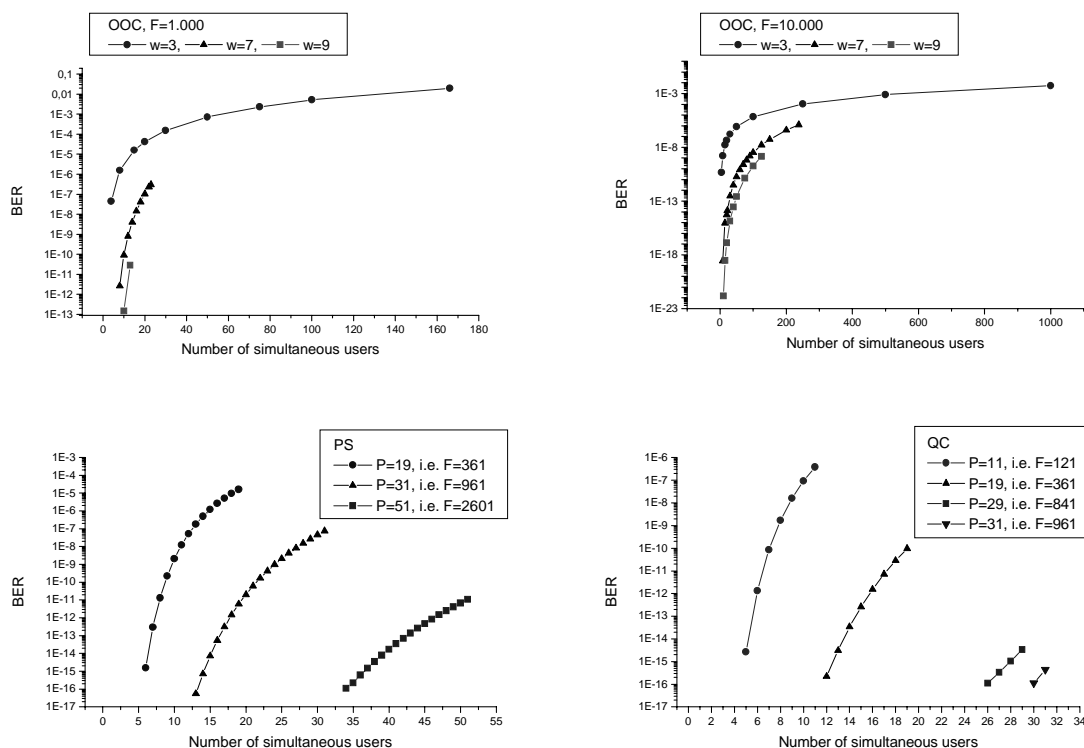 OOC, F=1.000
w=3, w=7, w=9
0,1
0,01
1E-3
1E-4
1E-5
1E-6
1E-7
1E-8
1E-9
1E-10
1E-11
1E-12
1E-13
BER
0 20 40 60 80 100 120 140 160 180
Number of simultaneous users
OOC, F=10.000
w=3, w=7, w=9
1E-3
1E-8
1E-13
1E-18
1E-23
BER
0 200 400 600 800 1000
Number of simultaneous users
PS
P=19, i.e. F=361
P=31, i.e. F=961
P=51, i.e. F=2601
1E-3
1E-4
1E-5
1E-6
1E-7
1E-8
1E-9
1E-10
1E-11
1E-12
1E-13
1E-14
1E-15
1E-16
1E-17
BER
0 5 10 15 20 25 30 35 40 45 50 55
Number of simultaneous users
QC
P=11, i.e. F=121
P=19, i.e. F=361
P=29, i.e. F=841
P=31, i.e. F=961
1E-6
1E-7
1E-8
1E-9
1E-10
1E-11
1E-12
1E-13
1E-14
1E-15
1E-16
1E-17
BER
0 2 4 6 8 10 12 14 16 18 20 22 24 26 28 30 32 34
Number of simultaneous users